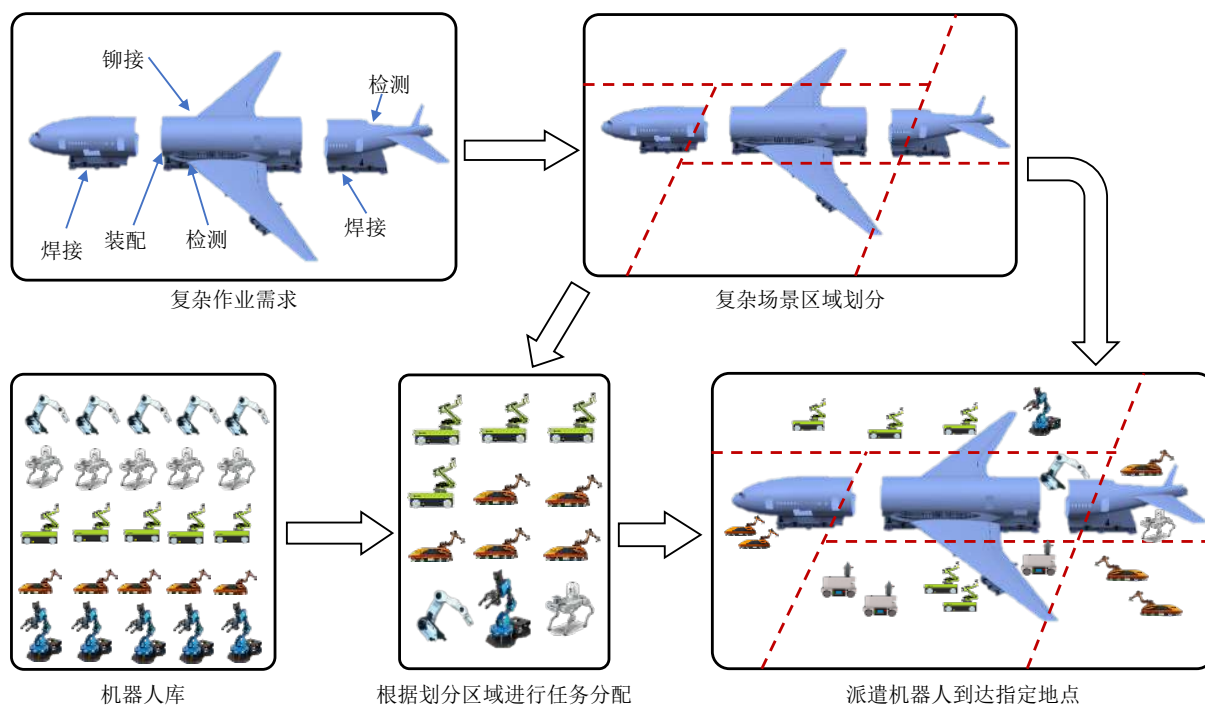 铆接
检测
焊接
装配
检测
焊接
复杂作业需求
复杂场景区域划分
机器人库
根据划分区域进行任务分配
派遣机器人到达指定地点